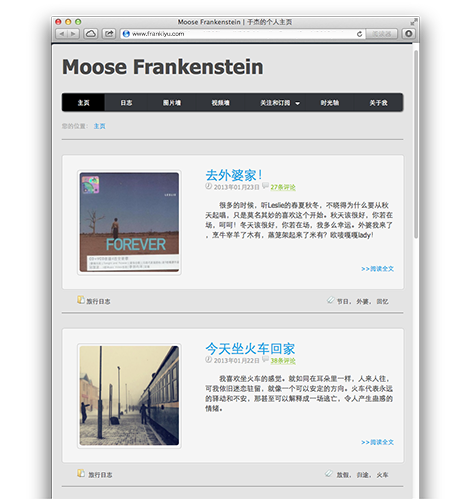 Moose Frankenstein | 于杰的个人主页
www.frankiyu.com
Moose Frankenstein
主页 日志 图片墙 视频墙 关注和订阅 时光轴 关于我
您的位置: 主页
去外婆家!
2013年01月23日 27条评论
很多的时候，听Leslie的春夏秋冬，不晓得为什么要从秋
天起唱，只是莫名其妙的喜欢这个开始。秋天该很好，你若在
场，呵呵！冬天该很好，你若在场，我多么幸运。外婆我来了
，烹牛宰羊了木有，蒸笼架起来了米有？欧嗟嘎嘎lady！
FOREVER
>>阅读全文
旅行日志 节日， 外婆， 回忆
今天坐火车回家
2013年01月22日 38条评论
我喜欢坐火车的感觉。就如同在耳朵里一样，人来人往，
可我依旧迷恋驻留，就像一个可以安定的方向。火车代表永远
的驿动和不安，那甚至可以解释成一场逃亡，令人产生蛊惑的
情绪。
>>阅读全文
旅行日志 放假， 归途， 火车